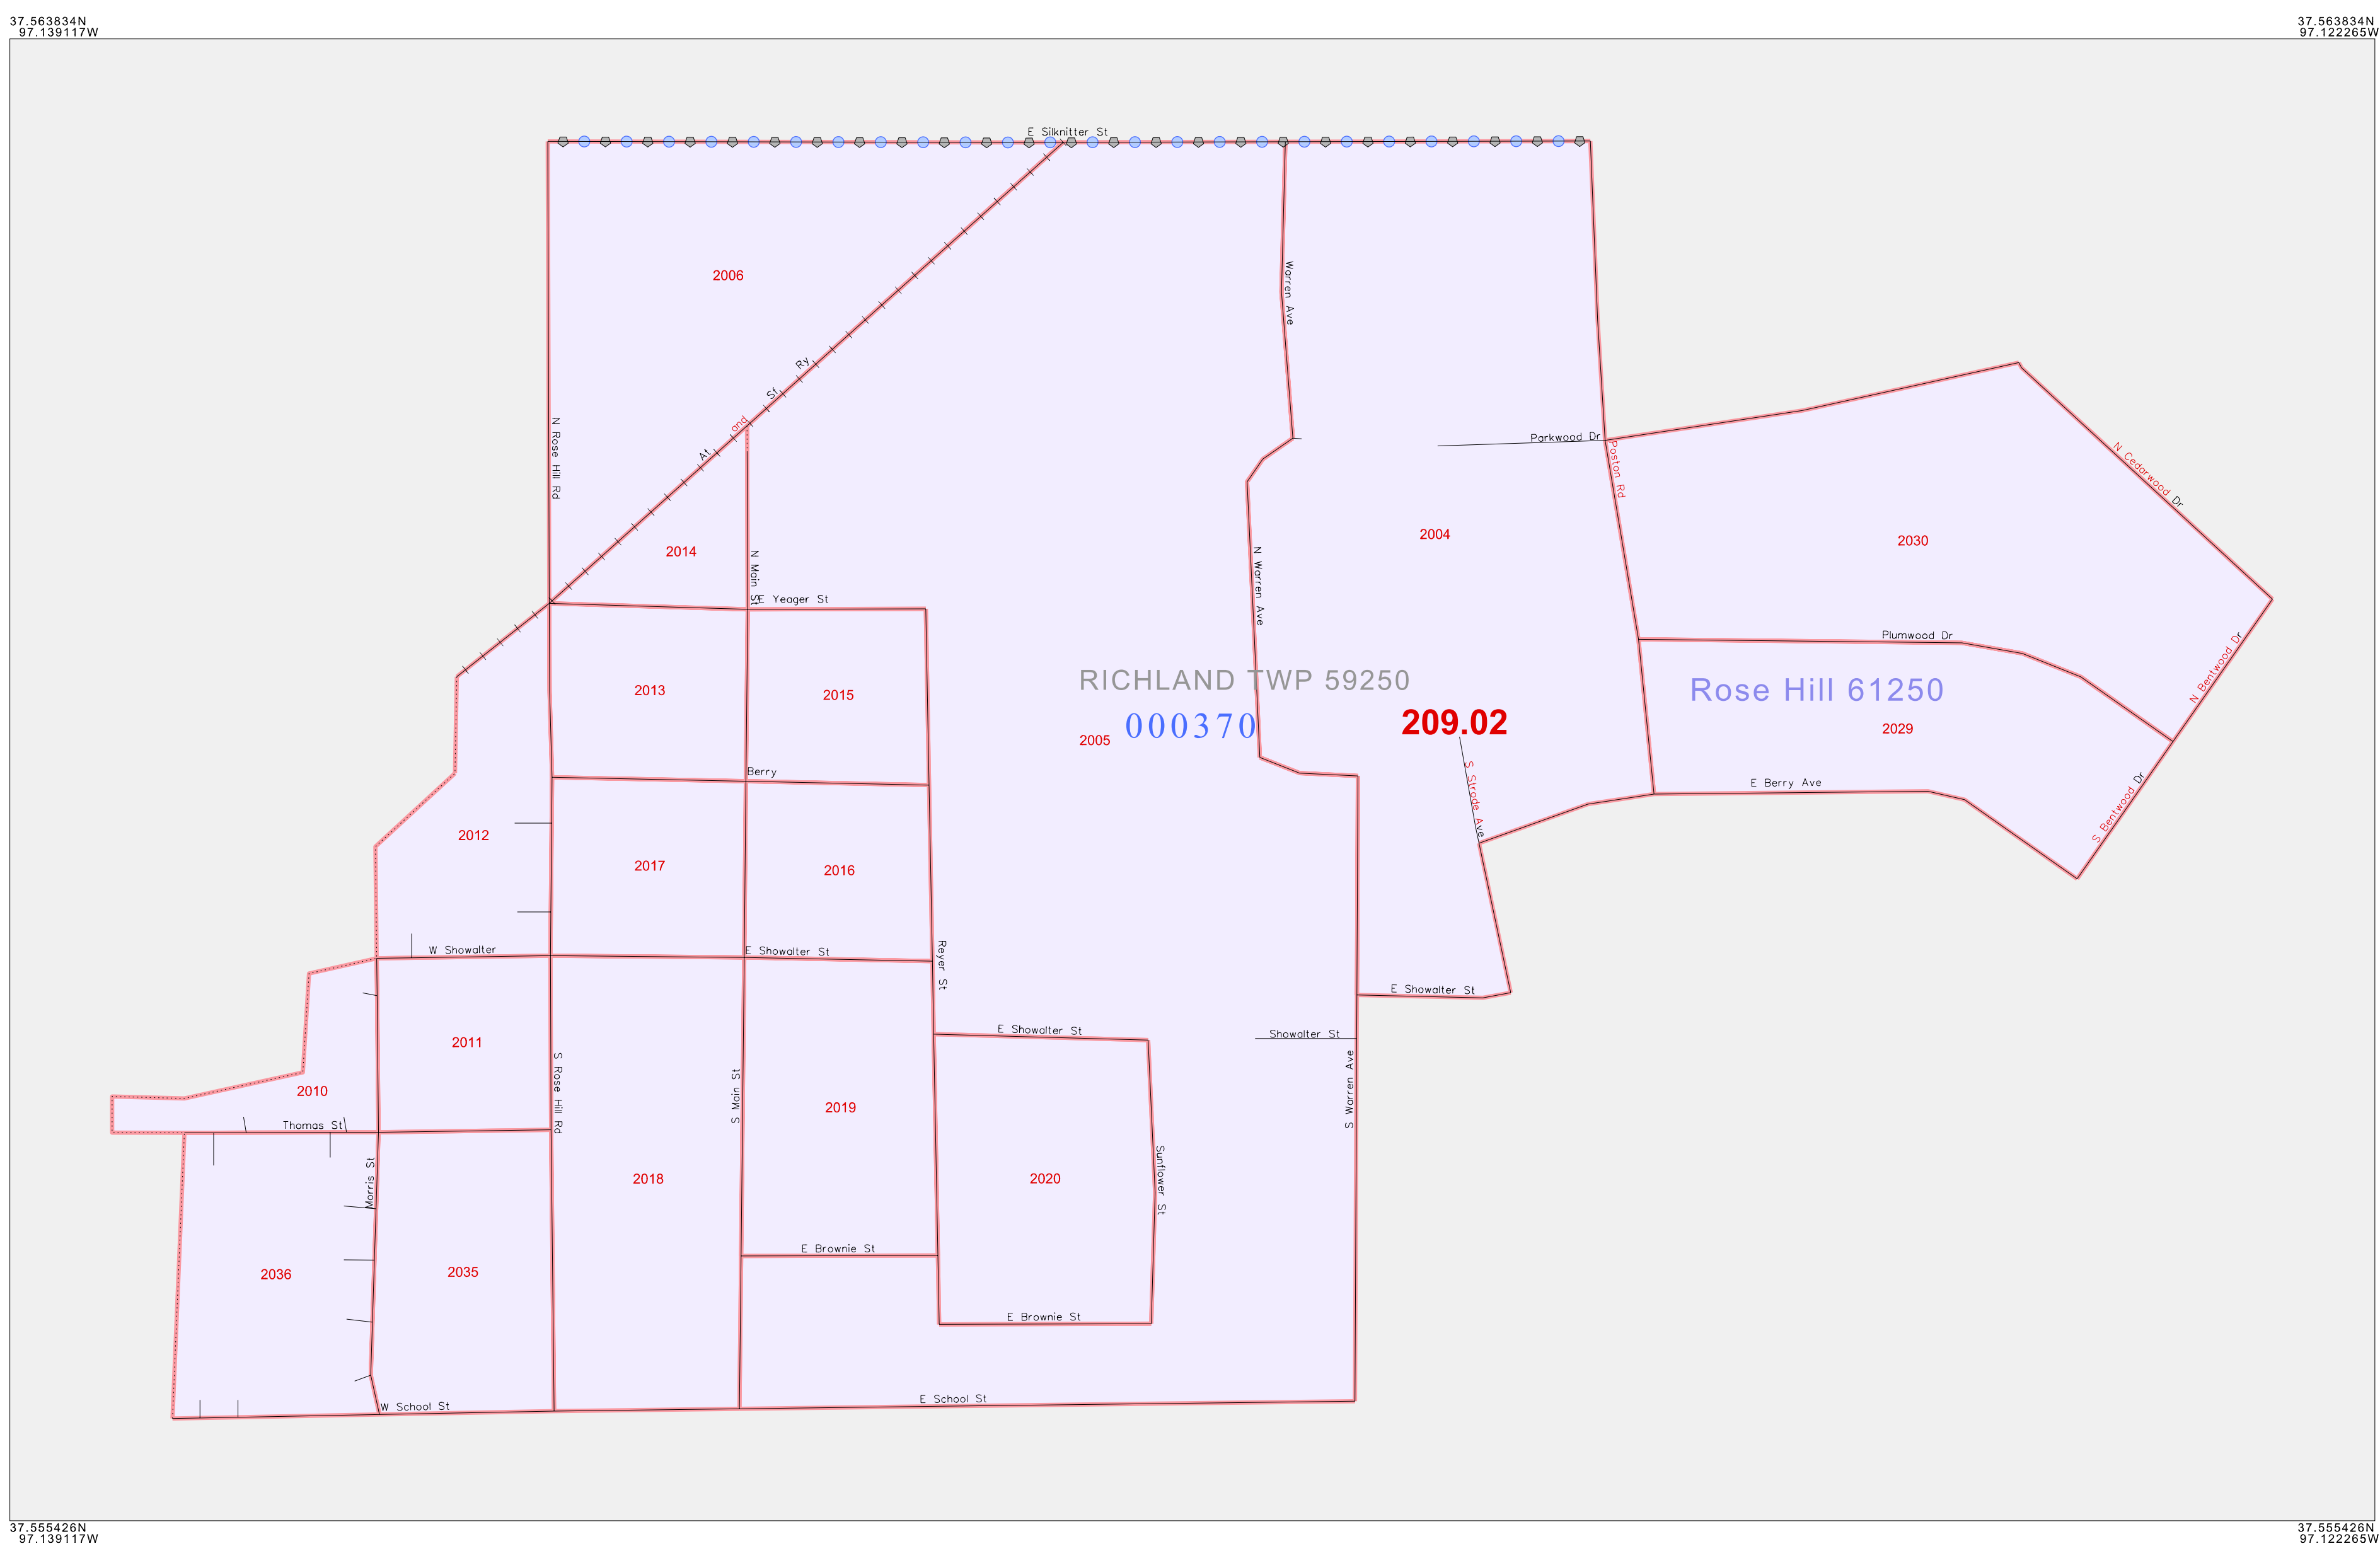 37.563834N
97.139117W
37.563834N
97.122265W
E Silknitter St
2006
Warren Ave
At and Sf Ry
N Rose Hill Rd
Parkwood Dr
Poston Rd
N Cedarwood Dr
2004
2030
2014
N Main St
E Yeager St
N Warren Ave
Plumwood Dr
N Bentwood Dr
RICHLAND TWP 59250
Rose Hill 61250
2013
2015
000370
209.02
2005
2029
Berry
S Strode Ave
E Berry Ave
S Bentwood Dr
2012
2017
2016
W Showalter
E Showalter St
Reyer St
E Showalter St
2011
E Showalter St
Showalter St
2010
S Rose Hill Rd
S Main St
2019
S Warren Ave
Thomas St
Morris St
2018
2020
Sunflower St
2036
2035
E Brownie St
E Brownie St
W School St
E School St
37.555426N
97.139117W
37.555426N
97.122265W